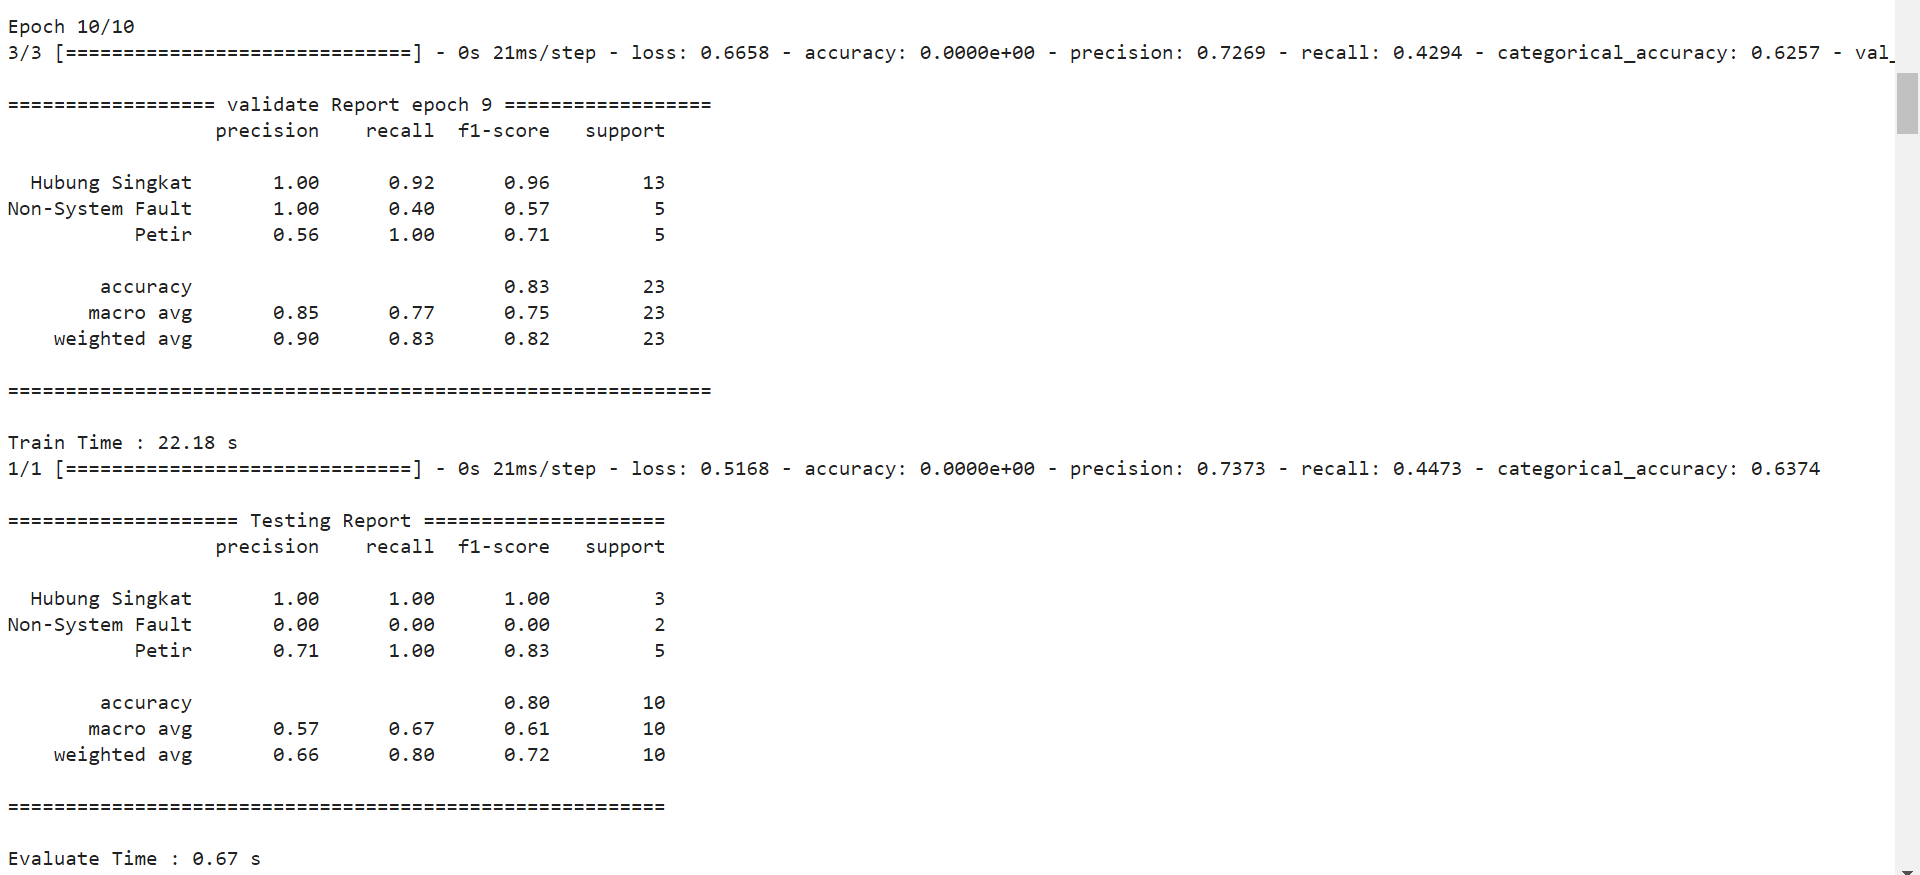 Epoch 10/10
3/3 [==============================] - 0s 21ms/step - loss: 0.6658 - accuracy: 0.0000e+00 - precision: 0.7269 - recall: 0.4294 - categorical_accuracy: 0.6257 - val_
================== validate Report epoch 9 ==================
precision recall f1-score support
Hubung Singkat 1.00 0.92 0.96 13
Non-System Fault 1.00 0.40 0.57 5
Petir 0.56 1.00 0.71 5
accuracy 0.83 23
macro avg 0.85 0.77 0.75 23
weighted avg 0.90 0.83 0.82 23
=============================================================
Train Time : 22.18 s
1/1 [==============================] - 0s 21ms/step - loss: 0.5168 - accuracy: 0.0000e+00 - precision: 0.7373 - recall: 0.4473 - categorical_accuracy: 0.6374
==================== Testing Report =====================
precision recall f1-score support
Hubung Singkat 1.00 1.00 1.00 3
Non-System Fault 0.00 0.00 0.00 2
Petir 0.71 1.00 0.83 5
accuracy 0.80 10
macro avg 0.57 0.67 0.61 10
weighted avg 0.66 0.80 0.72 10
=========================================================
Evaluate Time : 0.67 s